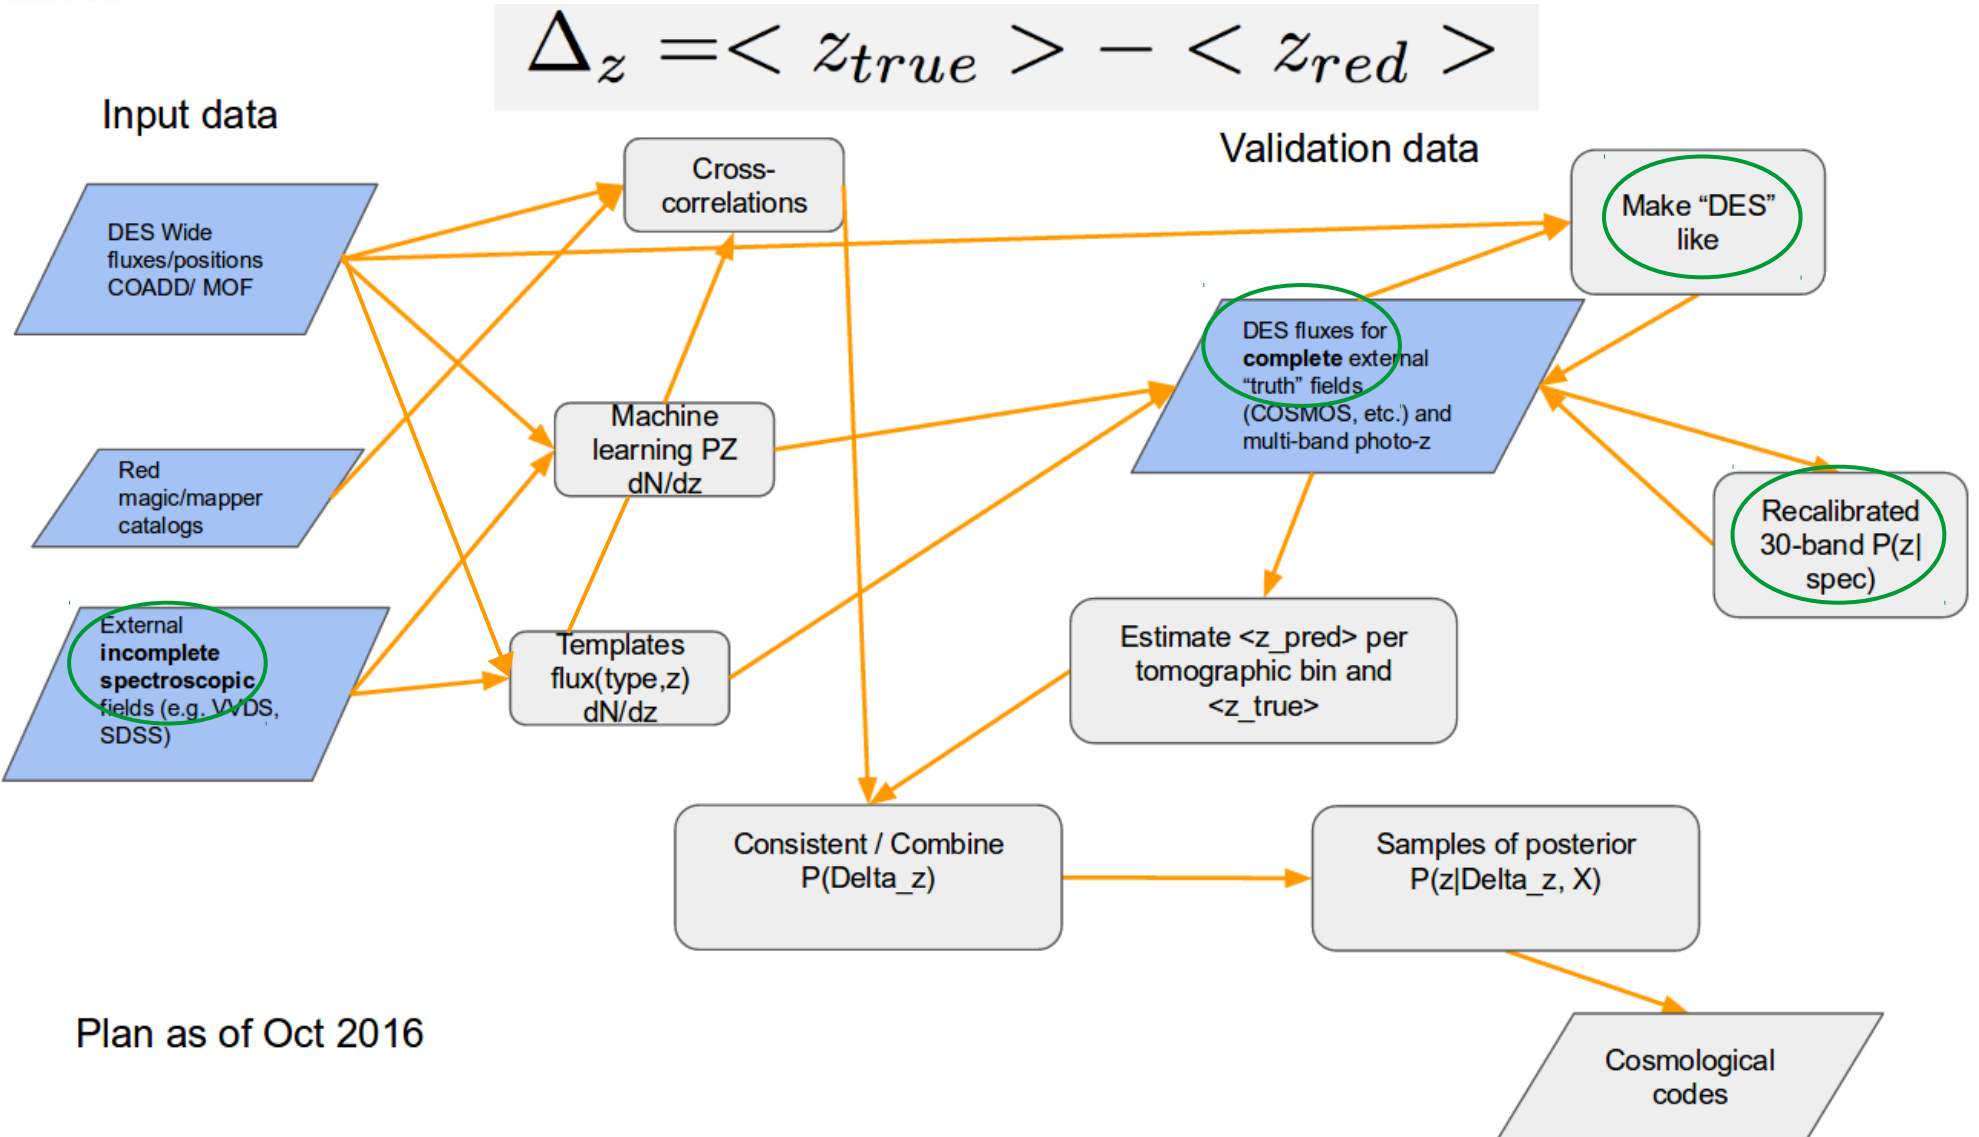 Δz =< ztrue > − < zred >
Input data
Validation data
Cross-
correlations
Make “DES”
like
DES Wide
fluxes/positions
COADD/ MOF
DES fluxes for
complete external
“truth” fields
(COSMOS, etc.) and
multi-band photo-z
Machine
learning PZ
dN/dz
Red
magic/mapper
catalogs
Recalibrated
30-band P(z|
spec)
External
incomplete
spectroscopic
fields (e.g. VVDS,
SDSS)
Templates
flux(type,z)
dN/dz
Estimate <z_pred> per
tomographic bin and
<z_true>
Consistent / Combine
P(Delta_z)
Samples of posterior
P(z|Delta_z, X)
Plan as of Oct 2016
Cosmological
codes